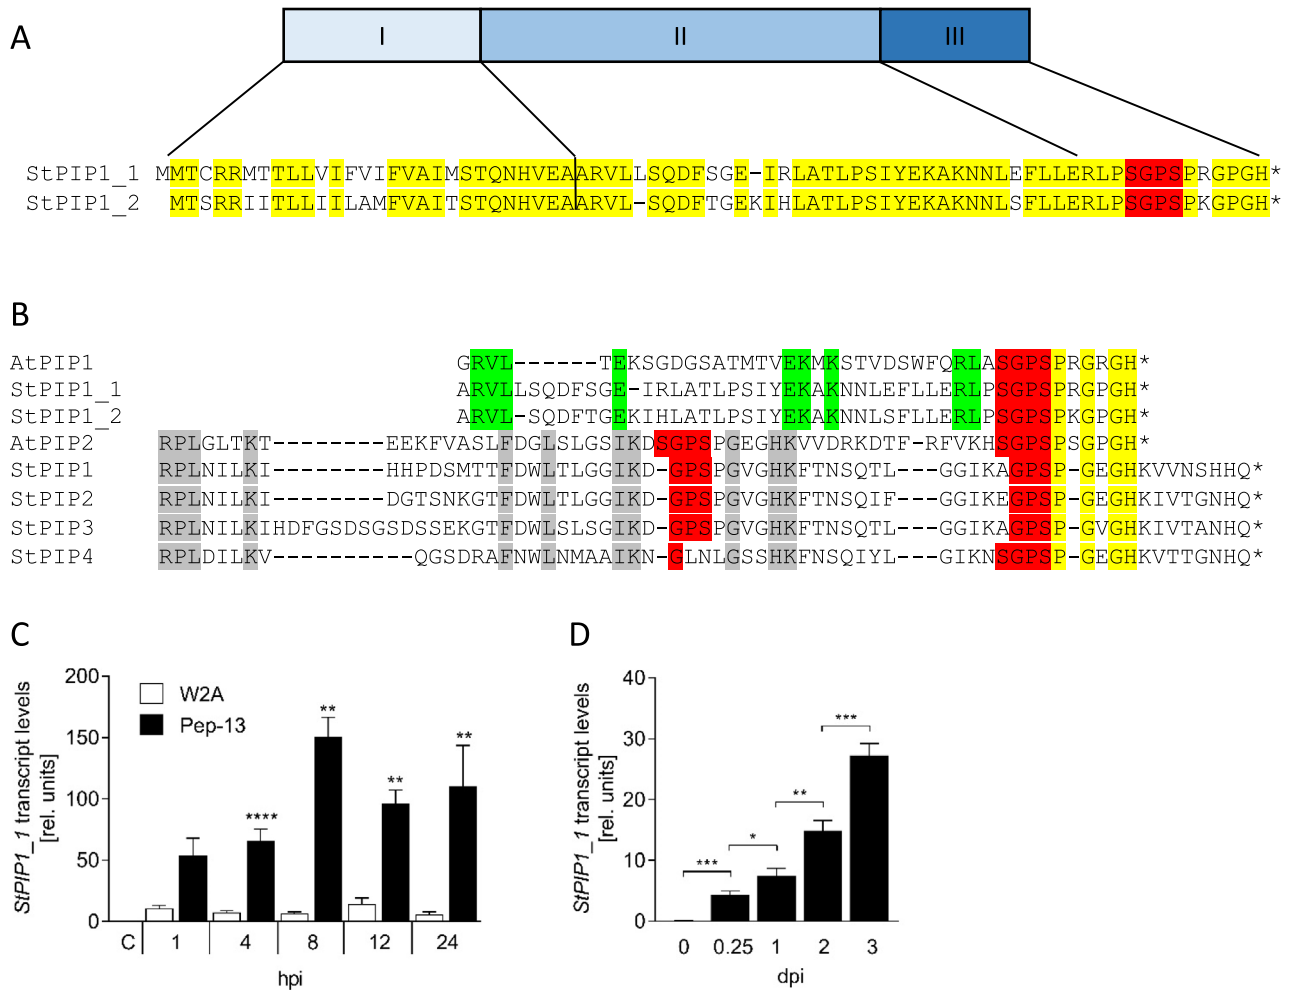 A
I II III
StPIP1_1 MMTCRRMTTLLVIFVIFVAIMSTQNHVEAARVLLSQDFSGE-IRLATLPSIYEKAKNNLEFLLERLPSGPSPRGPGH*
StPIP1_2 MTSRRIITLLIILAMFVAITSTQNHVEAARVL-SQDFTGEKIHLATLPSIYEKAKNNLSFLLERLPSGPSPKGPGH*
B
AtPIP1 GRVL------TEKSGDGSATMTVEKMKSTVDSWFQRLASGPSPRGRGH*
StPIP1_1 ARVLLSQDFSGE-IRLATLPSIYEKAKNNLEFLLERLPSGPSPRGPGH*
StPIP1_2 ARVL-SQDFTGEKIHLATLPSIYEKAKNNLSFLLERLPSGPSPKGPGH*
AtPIP2 RPLGLTKT--------EEKFVASLFDGLSLGSIKDSGPSPGEGHKVVDRKDTF-RFVKHSGPSPSGPGH*
StPIP1 RPLNILKI--------HHPDSMTTFDWLTLGGIKD-GPSPGVGHKFTNSQTL---GGIKAGPSP-GEGHKVVNSHHQ*
StPIP2 RPLNILKI--------DGTSNKGTFDWLTLGGIKD-GPSPGVGHKFTNSQIF---GGIKEGPSP-GEGHKIVTGNHQ*
StPIP3 RPLNILKIHDFGSDSGSDSSEKGTFDWLSLSGIKD-GPSPGVGHKFTNSQTL---GGIKAGPSP-GVGHKIVTANHQ*
StPIP4 RPLDILKV----------QGSDRAFNWLNMAAIKN-GLNLGSSHKFNSQIYL---GIKNSGPSP-GEGHKVTTGNHQ*
C
StPIP1_1 transcript levels
[rel. units]
200
150
100
50
0
W2A
Pep-13
**** ** ** **
C 1 4 8 12 24
hpi
D
StPIP1_1 transcript levels
[rel. units]
40
30
20
10
0
*** * ** ***
0 0.25 1 2 3
dpi